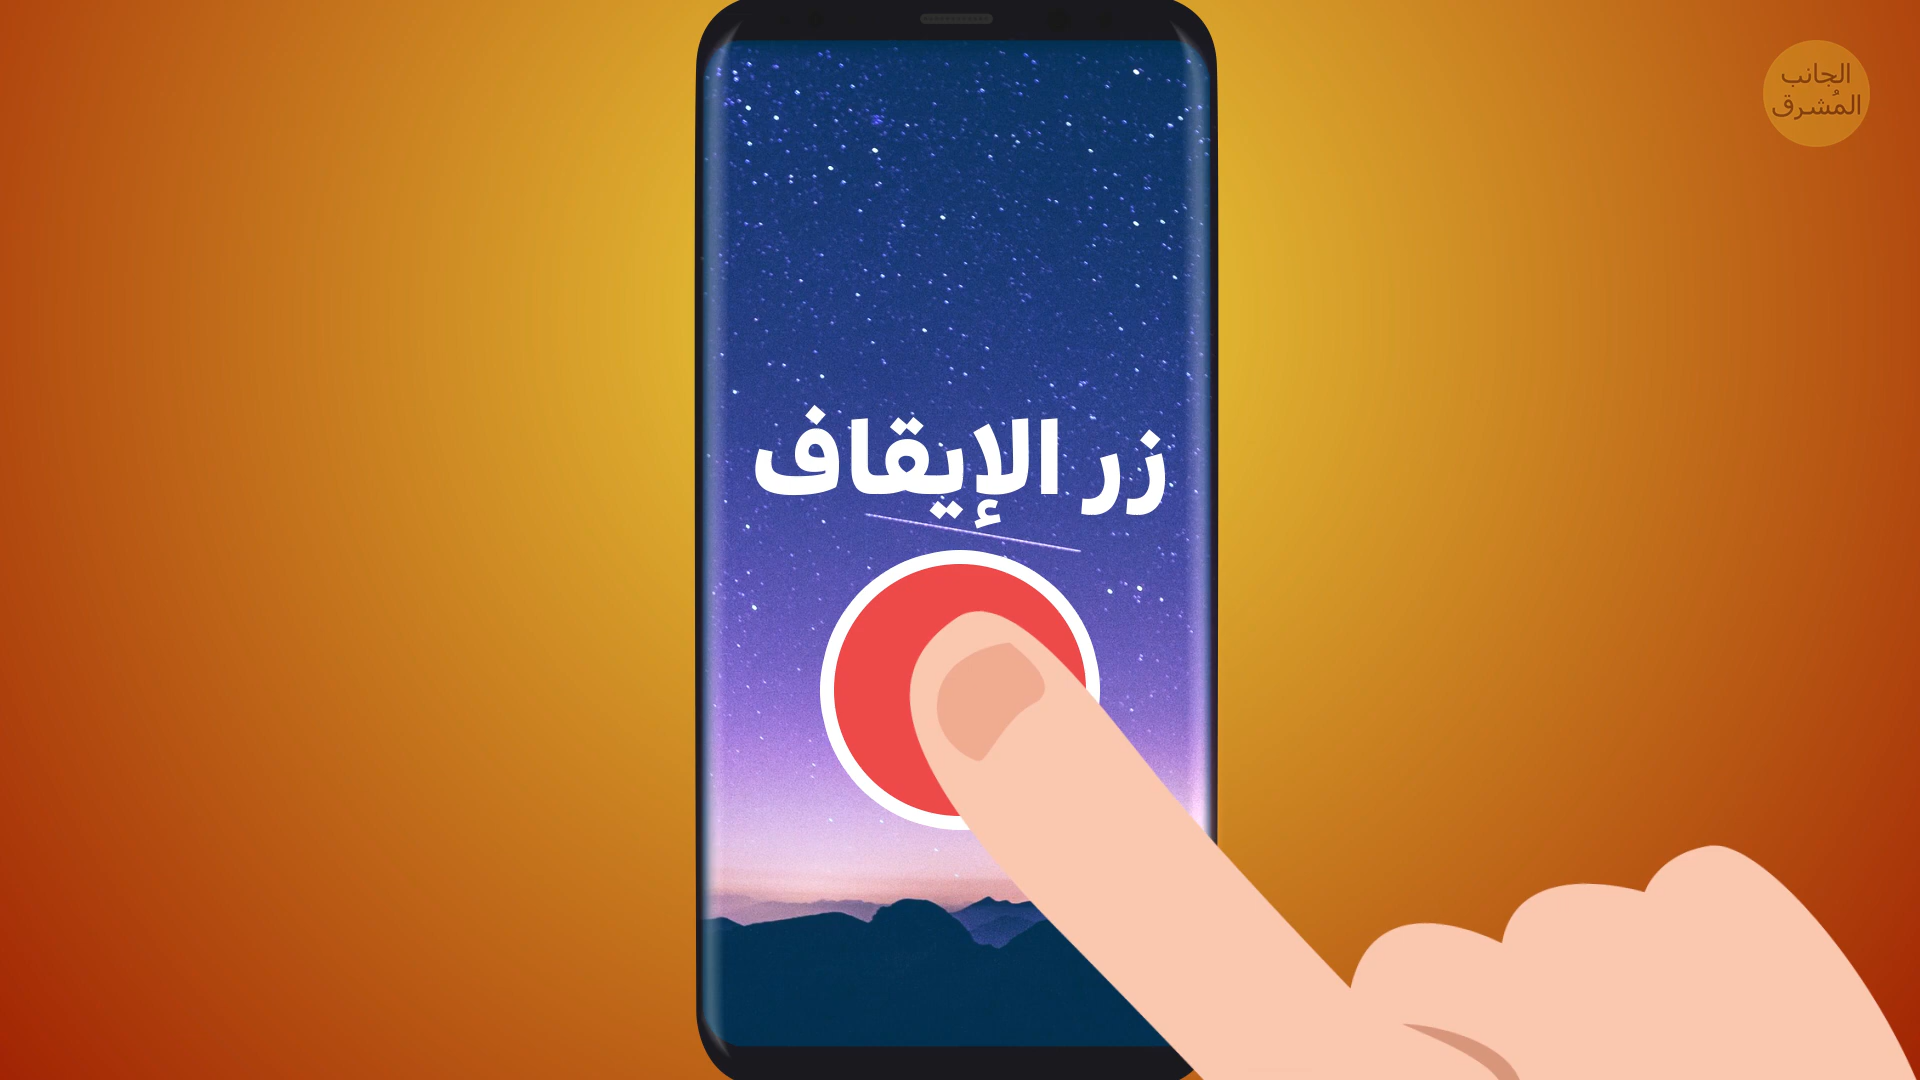 الجانب
المُشرق
زر الإيقاف